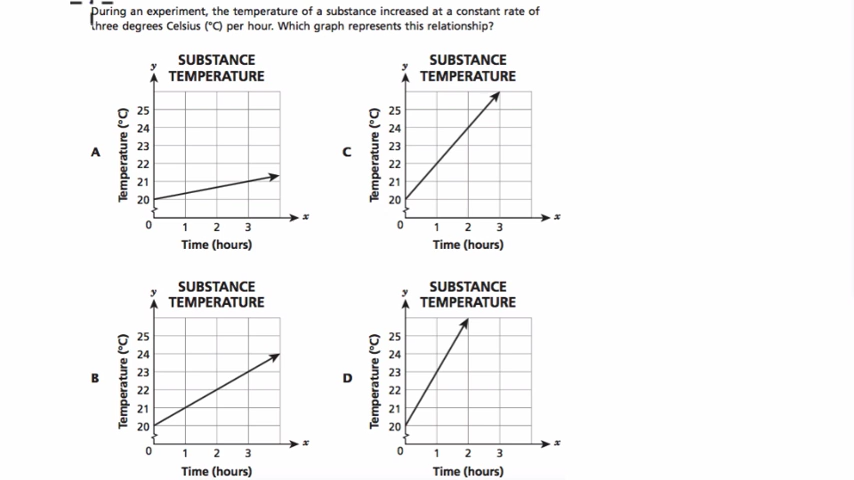 During an experiment, the temperature of a substance increased at a constant rate of
three degrees Celsius (°C) per hour. Which graph represents this relationship?
A
SUBSTANCE
TEMPERATURE
y
Temperature (°C)
25
24
23
22
21
20
0
1 2 3
x
Time (hours)
C
SUBSTANCE
TEMPERATURE
y
Temperature (°C)
25
24
23
22
21
20
0
1 2 3
x
Time (hours)
B
SUBSTANCE
TEMPERATURE
y
Temperature (°C)
25
24
23
22
21
20
0
1 2 3
x
Time (hours)
D
SUBSTANCE
TEMPERATURE
y
Temperature (°C)
25
24
23
22
21
20
0
1 2 3
x
Time (hours)